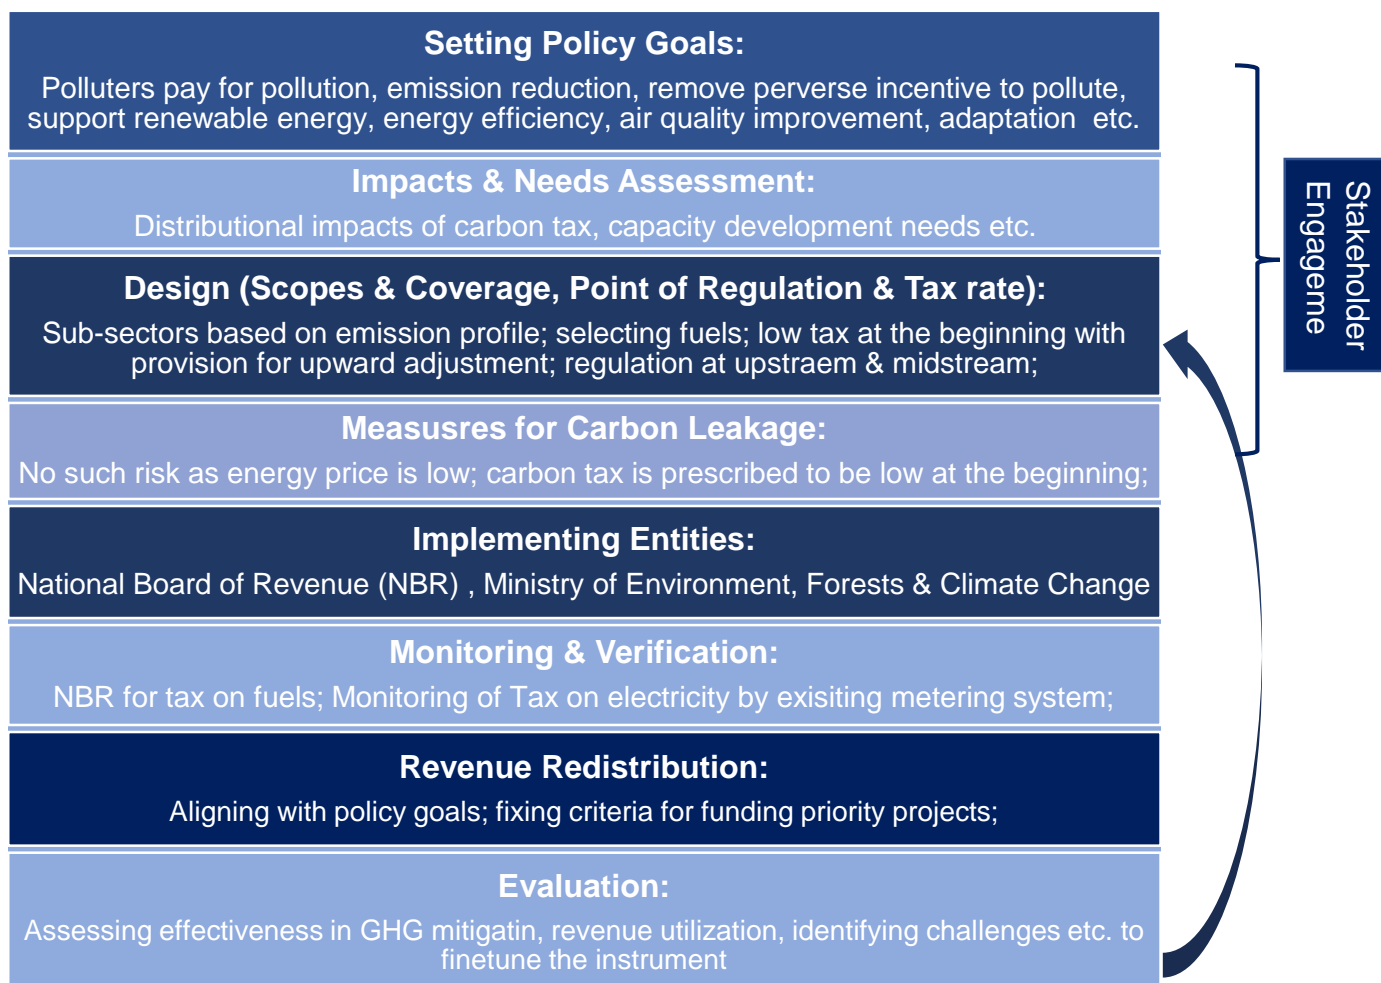 Setting Policy Goals:
Polluters pay for pollution, emission reduction, remove perverse incentive to pollute,
support renewable energy, energy efficiency, air quality improvement, adaptation  etc.
Impacts & Needs Assessment:
Distributional impacts of carbon tax, capacity development needs etc.
Design (Scopes & Coverage, Point of Regulation & Tax rate):
Sub-sectors based on emission profile; selecting fuels; low tax at the beginning with
provision for upward adjustment; regulation at upstraem & midstream;
Measusres for Carbon Leakage:
No such risk as energy price is low; carbon tax is prescribed to be low at the beginning;
Implementing Entities:
National Board of Revenue (NBR) , Ministry of Environment, Forests & Climate Change
Monitoring & Verification:
NBR for tax on fuels; Monitoring of Tax on electricity by exisiting metering system;
Revenue Redistribution:
Aligning with policy goals; fixing criteria for funding priority projects;
Evaluation:
Assessing effectiveness in GHG mitigatin, revenue utilization, identifying challenges etc. to
finetune the instrument
Stakeholder
Engageme